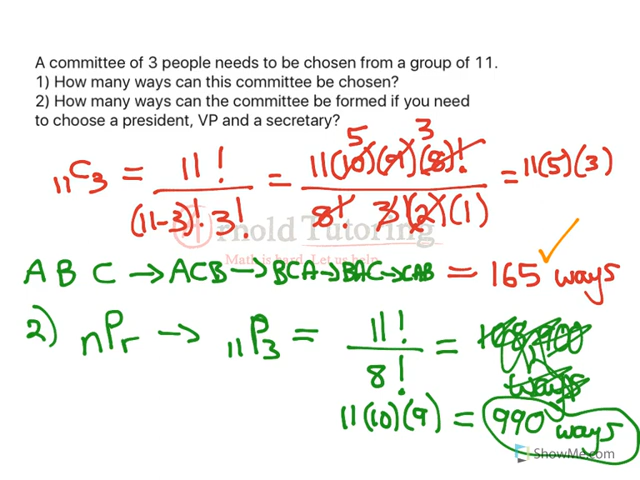 A committee of 3 people needs to be chosen from a group of 11.
1) How many ways can this committee be chosen?
2) How many ways can the committee be formed if you need
to choose a president, VP and a secretary?
5 3
11C3 = 11! / (11-3)! 3! = 11(10)(9)(8)! / 8! 3(2)(1) = 11(5)(3)
Arnold Tutoring
Math is hard. Let us help.
A B C → ACB → BCA → BAC → CAB = 165 ways
2) nPr → 11P3 = 11! / 8! = 108,900
ways
11(10)(9) = 990 ways
ShowMe.com